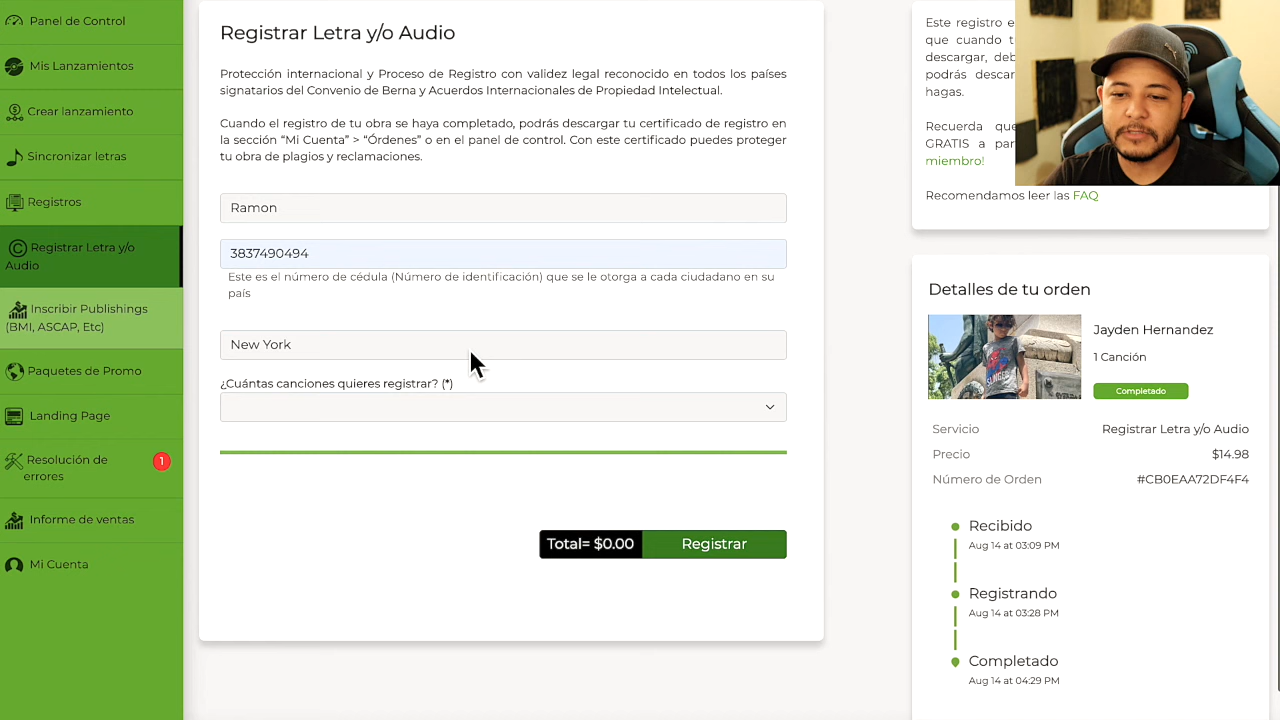 Panel de Control
Mis Lanzamientos
Crear lanzamiento
Sincronizar letras
Registros
Registrar Letra y/o
Audio
Inscribir Publishings
(BMI, ASCAP, Etc)
Paquetes de Promo
Landing Page
Resolución de
errores
1
Informe de ventas
Mi Cuenta
Registrar Letra y/o Audio
Protección internacional y Proceso de Registro con validez legal reconocido en todos los países
signatarios del Convenio de Berna y Acuerdos Internacionales de Propiedad Intelectual.
Cuando el registro de tu obra se haya completado, podrás descargar tu certificado de registro en
la sección “Mi Cuenta” > “Órdenes” > en el panel de control. Con este certificado puedes proteger
tu obra de plagios y reclamaciones.
Ramon
3837490494
Este es el número de cédula (Número de identificación) que se le otorga a cada ciudadano en su
país
New York
¿Cuántas canciones quieres registrar? (*)
Total= $0.00 Registrar
Este registro
que cuando
descargar,
podrás
hagas.
Recuerda
GRATIS a
miembro!
Recomendamos leer las FAQ
Detalles de tu orden
Jayden Hernandez
1 Canción
Completado
Servicio Registrar Letra y/o Audio
Precio $14.98
Número de Orden #CB0EAA72DF4F4
Recibido
Aug 14 at 03:09 PM
Registrando
Aug 14 at 03:28 PM
Completado
Aug 14 at 04:29 PM